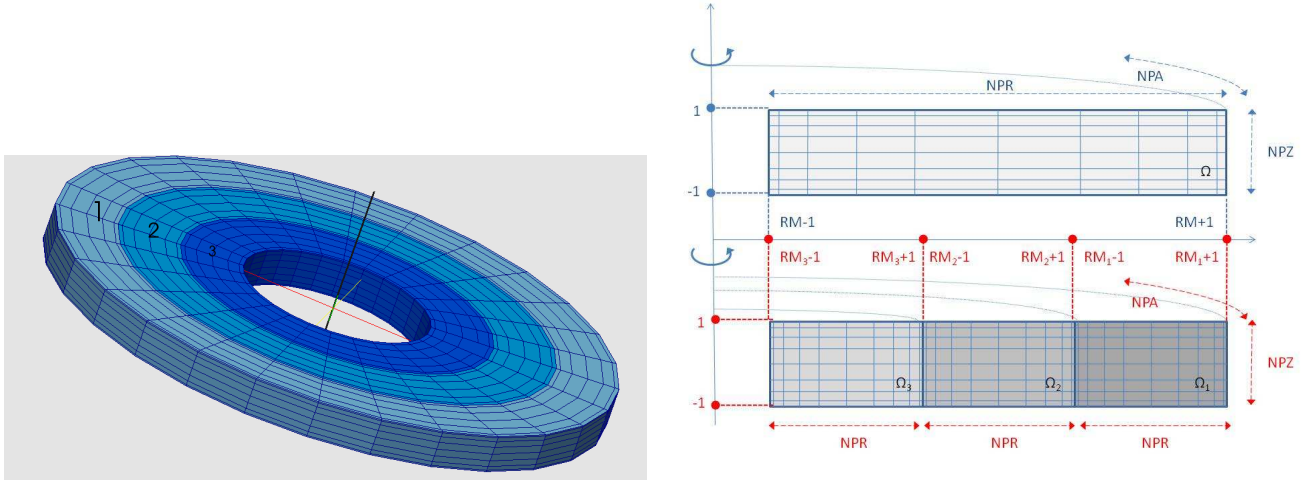 1
2
3
NPA
NPR
1
NPZ
Ω
-1
RM-1
RM+1
RM₃-1
RM₃+1
RM₂-1
RM₂+1
RM₁-1
RM₁+1
NPA
1
NPZ
Ω₃
Ω₂
Ω₁
-1
NPR
NPR
NPR